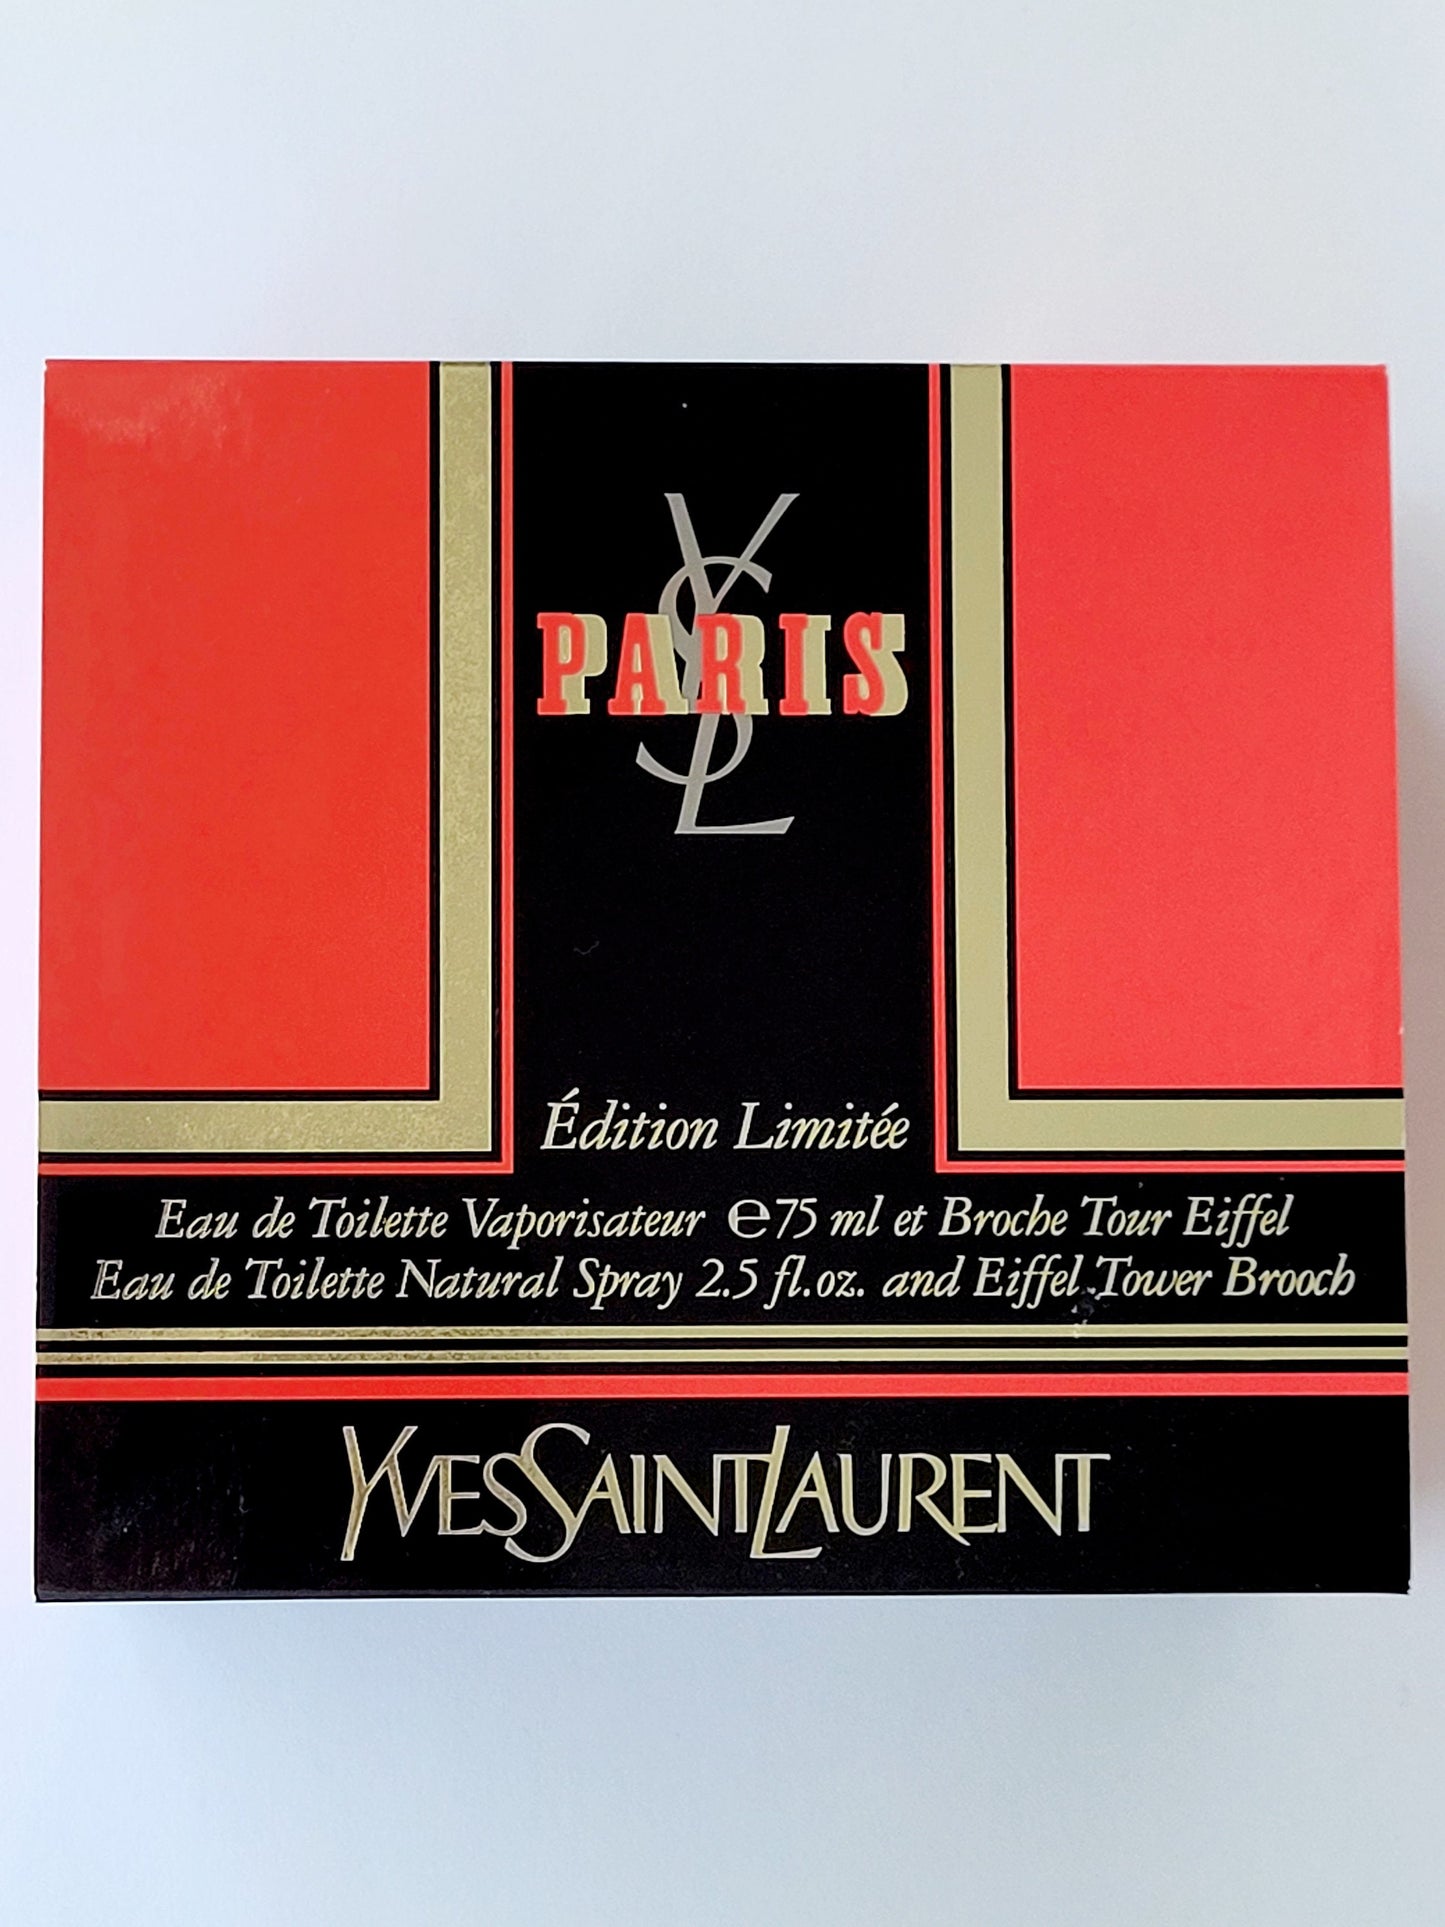 YSL
PARIS
Édition Limitée
Eau de Toilette Vaporisateur ℮75 ml et Broche Tour Eiffel
Eau de Toilette Natural Spray 2.5 fl.oz. and Eiffel Tower Brooch
YVESSAINTLAURENT